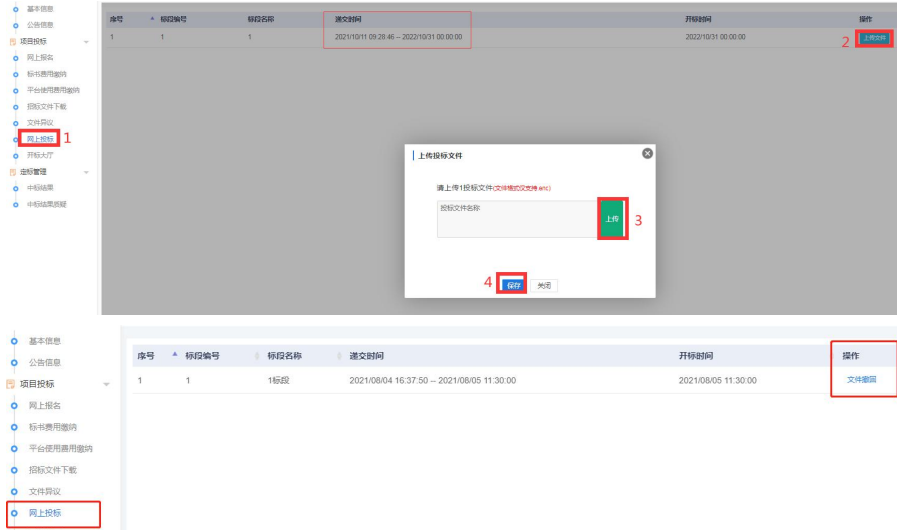 基本信息
公告信息
项目投标
网上报名
标书费用缴纳
平台使用费用缴纳
招标文件下载
文件异议
网上投标 1
开标大厅
定标管理
中标结果
中标结果质疑
序号 标段编号 标段名称 递交时间 开标时间 操作
1 1 1 2021/10/11 09:28:46 -- 2022/10/31 00:00:00 2022/10/31 00:00:00 2 上传文件
上传投标文件
请上传1投标文件(文件格式仅支持.enc)
投标文件名称
上传 3
4 保存 关闭
基本信息
公告信息
项目投标
网上报名
标书费用缴纳
平台使用费用缴纳
招标文件下载
文件异议
网上投标
序号 标段编号 标段名称 递交时间 开标时间 操作
1 1 1标段 2021/08/04 16:37:50 -- 2021/08/05 11:30:00 2021/08/05 11:30:00 文件撤回